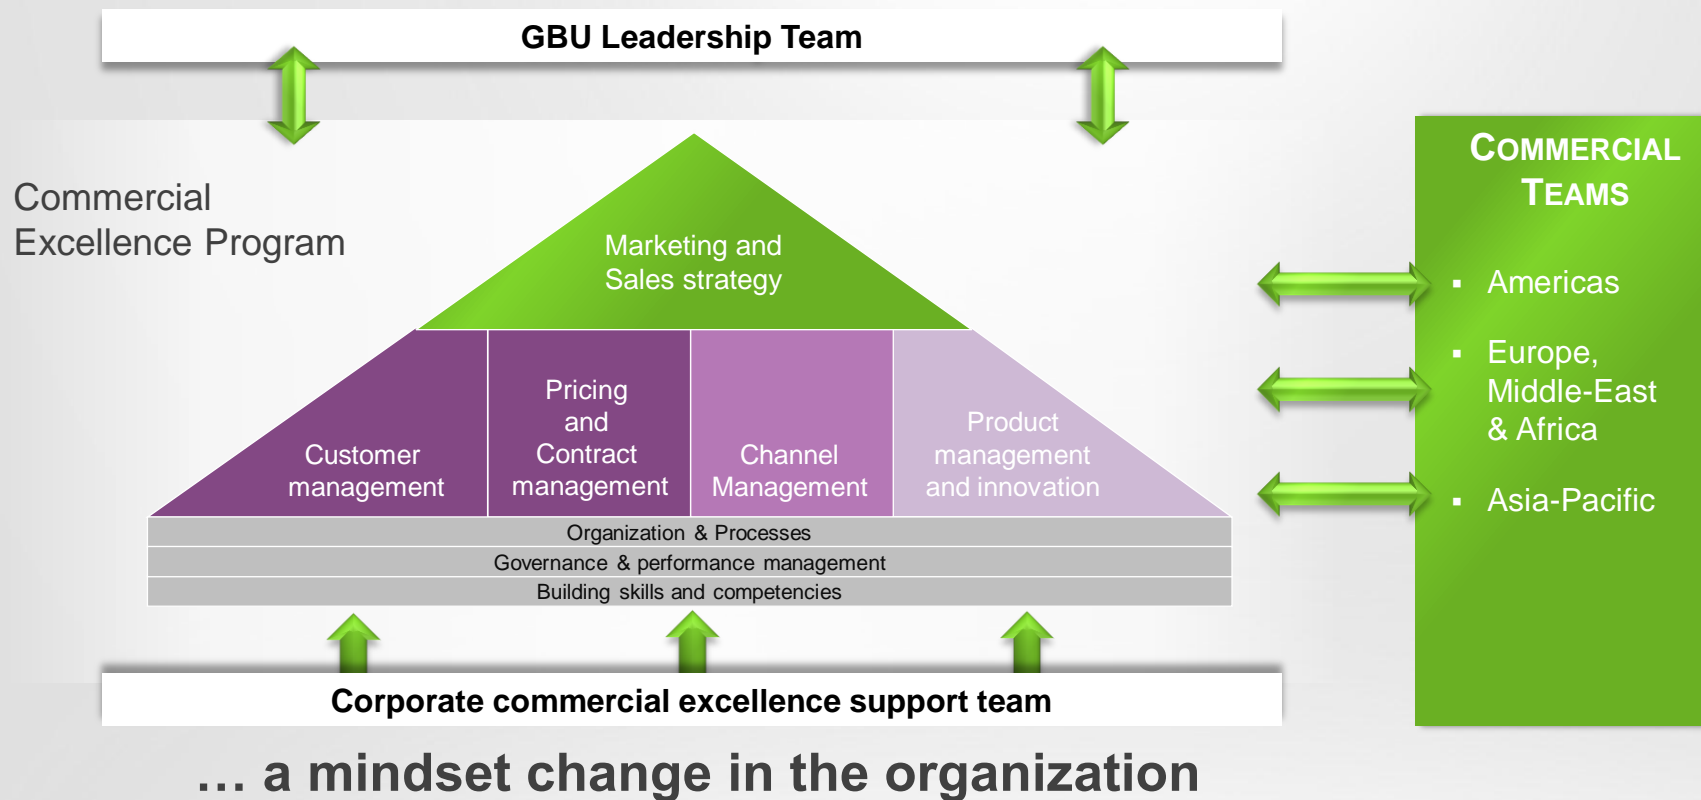 GBU Leadership Team
Commercial
Excellence Program
Marketing and
Sales strategy
Customer
management
Pricing
and
Contract
management
Channel
Management
Product
management
and innovation
Organization & Processes
Governance & performance management
Building skills and competencies
Corporate commercial excellence support team
COMMERCIAL
TEAMS
▪ Americas
▪ Europe,
Middle-East
& Africa
▪ Asia-Pacific
… a mindset change in the organization